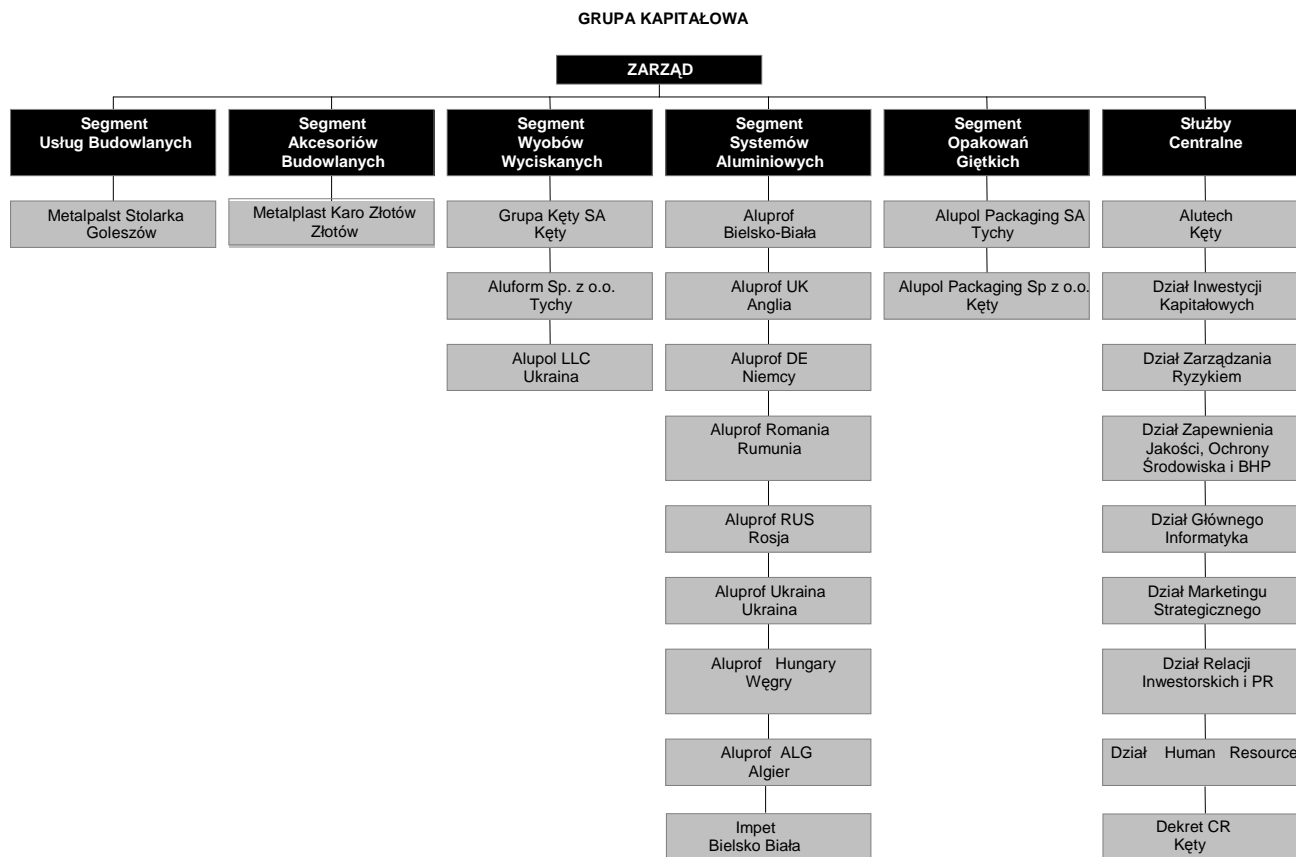 GRUPA KAPITAŁOWA
ZARZĄD
Segment
Usług Budowlanych
Segment
Akcesoriów
Budowlanych
Segment
Wyobów
Wyciskanych
Segment
Systemów
Aluminiowych
Segment
Opakowań
Giętkich
Służby
Centralne
Metalpalst Stolarka
Goleszów
Metalplast Karo Złotów
Złotów
Grupa Kęty SA
Kęty
Aluform Sp. z o.o.
Tychy
Alupol LLC
Ukraina
Aluprof
Bielsko-Biała
Aluprof UK
Anglia
Aluprof DE
Niemcy
Aluprof Romania
Rumunia
Aluprof RUS
Rosja
Aluprof Ukraina
Ukraina
Aluprof Hungary
Węgry
Aluprof ALG
Algier
Impet
Bielsko Biała
Alupol Packaging SA
Tychy
Alupol Packaging Sp z o.o.
Kęty
Alutech
Kęty
Dział Inwestycji
Kapitałowych
Dział Zarządzania
Ryzykiem
Dział Zapewnienia
Jakości, Ochrony
Środowiska i BHP
Dział Głównego
Informatyka
Dział Marketingu
Strategicznego
Dział Relacji
Inwestorskich i PR
Dział Human Resource
Dekret CR
Kęty